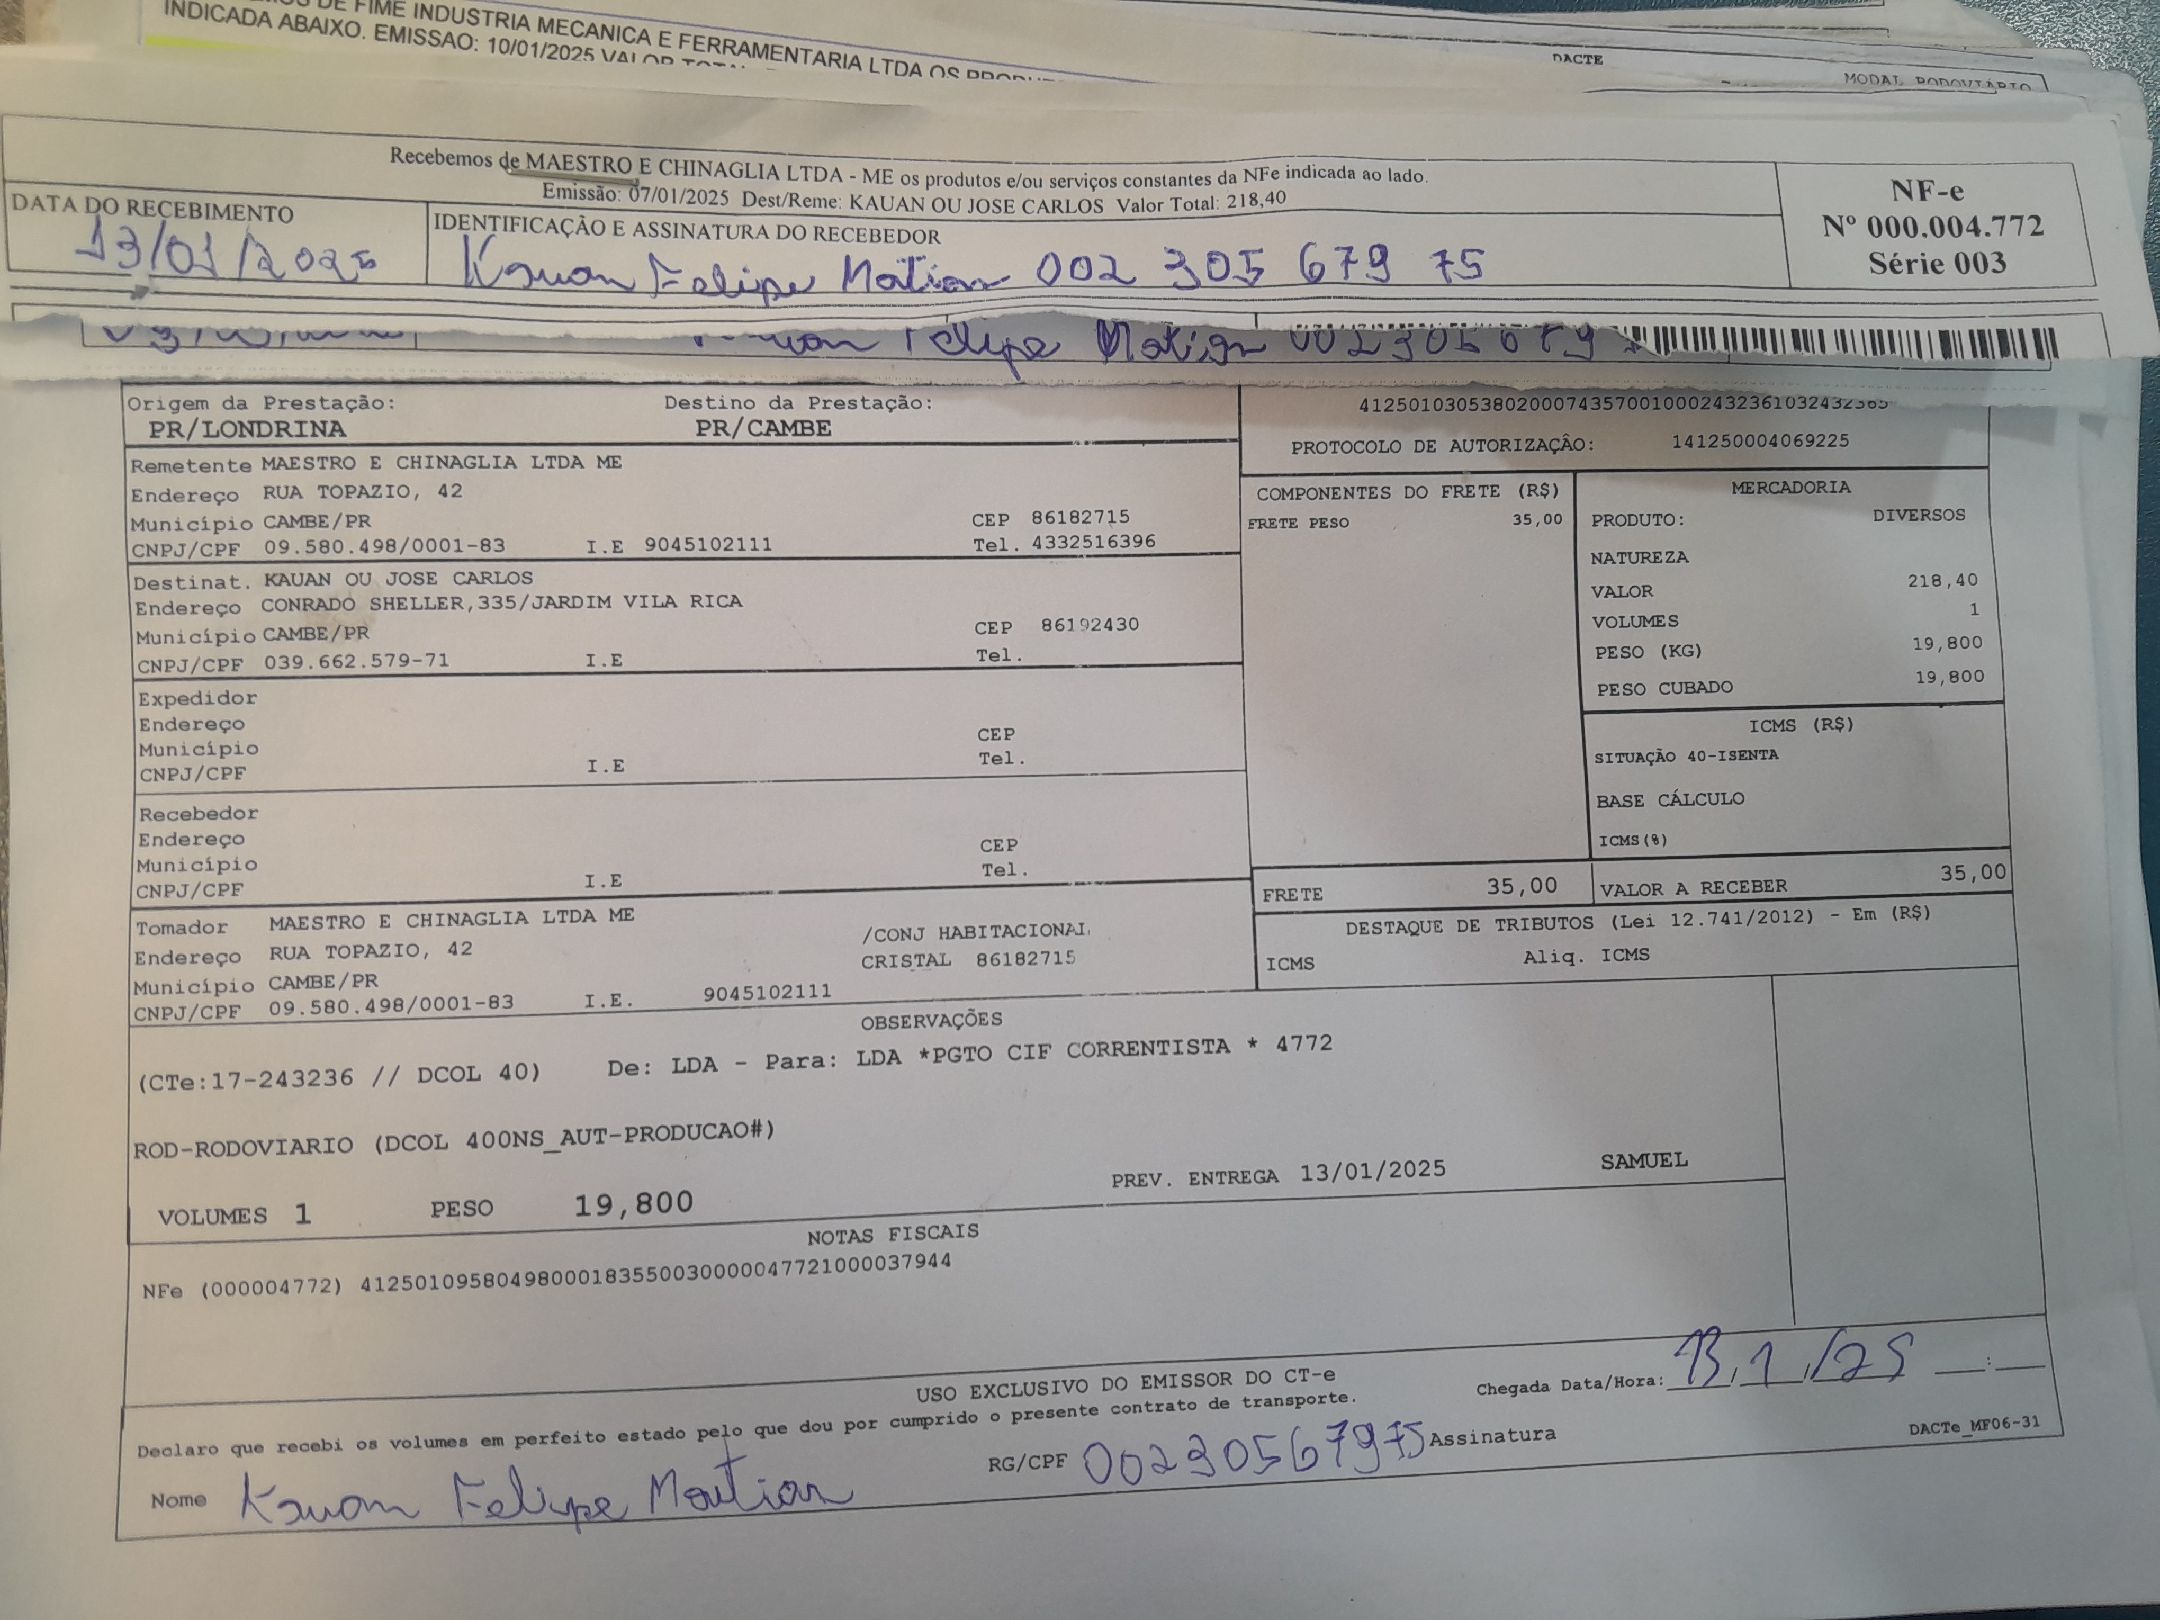 DE FIME INDUSTRIA MECANICA E FERRAMENTARIA LTDA OS
INDICADA ABAIXO. EMISSAO: 10/01/2025 VALOR
DACTE
MODAL RODOVIÁRIO
Recebemos de MAESTRO E CHINAGLIA LTDA - ME os produtos e/ou serviços constantes da NFe indicada ao lado.
Emissão: 07/01/2025 Dest/Reme: KAUAN OU JOSE CARLOS Valor Total: 218,40
NF-e
Nº 000.004.772
Série 003
DATA DO RECEBIMENTO
13/01/2025
IDENTIFICAÇÃO E ASSINATURA DO RECEBEDOR
Kauan Felipe Matias 002 305 679 75
Felipe Matias 002305679
Origem da Prestação: Destino da Prestação:
PR/LONDRINA PR/CAMBE
PROTOCOLO DE AUTORIZAÇÃO: 141250004069225
Remetente MAESTRO E CHINAGLIA LTDA ME
Endereço RUA TOPAZIO, 42
Município CAMBE/PR CEP 86182715
CNPJ/CPF 09.580.498/0001-83 I.E 9045102111 Tel. 4332516396
Destinat. KAUAN OU JOSE CARLOS
Endereço CONRADO SHELLER,335/JARDIM VILA RICA
Município CAMBE/PR CEP 86192430
CNPJ/CPF 039.662.579-71 I.E Tel.
Expedidor
Endereço
Município CEP
CNPJ/CPF I.E Tel.
Recebedor
Endereço
Município CEP
CNPJ/CPF I.E Tel.
Tomador MAESTRO E CHINAGLIA LTDA ME
Endereço RUA TOPAZIO, 42 /CONJ HABITACIONAL
Município CAMBE/PR CRISTAL 86182715
CNPJ/CPF 09.580.498/0001-83 I.E. 9045102111
COMPONENTES DO FRETE (R$)
FRETE PESO 35,00
MERCADORIA
PRODUTO: DIVERSOS
NATUREZA
VALOR 218,40
VOLUMES 1
PESO (KG) 19,800
PESO CUBADO 19,800
ICMS (R$)
SITUAÇÃO 40-ISENTA
BASE CÁLCULO
ICMS(%)
FRETE 35,00 VALOR A RECEBER 35,00
DESTAQUE DE TRIBUTOS (Lei 12.741/2012) - Em (R$)
ICMS Aliq. ICMS
OBSERVAÇÕES
(CTe:17-243236 // DCOL 40) De: LDA - Para: LDA *PGTO CIF CORRENTISTA * 4772
ROD-RODOVIARIO (DCOL 400NS_AUT-PRODUCAO#)
VOLUMES 1 PESO 19,800 PREV. ENTREGA 13/01/2025 SAMUEL
NOTAS FISCAIS
NFe (000004772) 41250109580498000183550030000047721000037944
USO EXCLUSIVO DO EMISSOR DO CT-e
Declaro que recebi os volumes em perfeito estado pelo que dou por cumprido o presente contrato de transporte.
Chegada Data/Hora: 13/1/25 __:__
Nome Kauan Felipe Matias RG/CPF 00230567975 Assinatura
DACTe_MF06-31